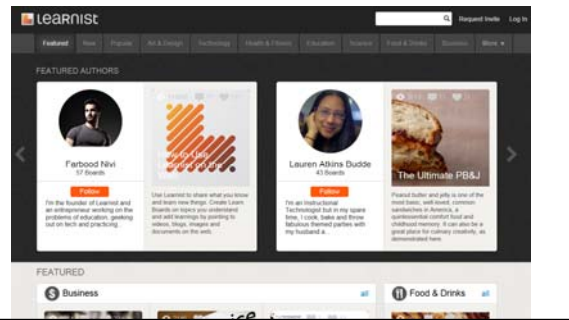 LEARNIST
Request Invite Log In
Featured New Popular Art & Design Technology Health & Fitness Education Science Food & Drinks Business More
FEATURED AUTHORS
Farbood Nivi
57 Boards
Follow
I'm the founder of Learnist and
an entrepreneur working on the
problems of education, geeking
out on tech and practicing...
How to Use
Learnist on the
Use Learnist to share what you know
and learn new things. Create Learn
Boards on topics you understand
and add learnings by pointing to
videos, blogs, images and
documents on the web.
Lauren Atkins Budde
43 Boards
Follow
I'm an Instructional
Technologist but in my spare
time, I cook, bake and throw
fabulous themed parties with
my husband a...
The Ultimate PB&J
Peanut butter and jelly is one of the
most basic, well loved, common
sandwiches in America, a
quintessential comfort food and
childhood memory. It can also be a
great place for culinary creativity, as
demonstrated here.
FEATURED
Business all
Food & Drinks all